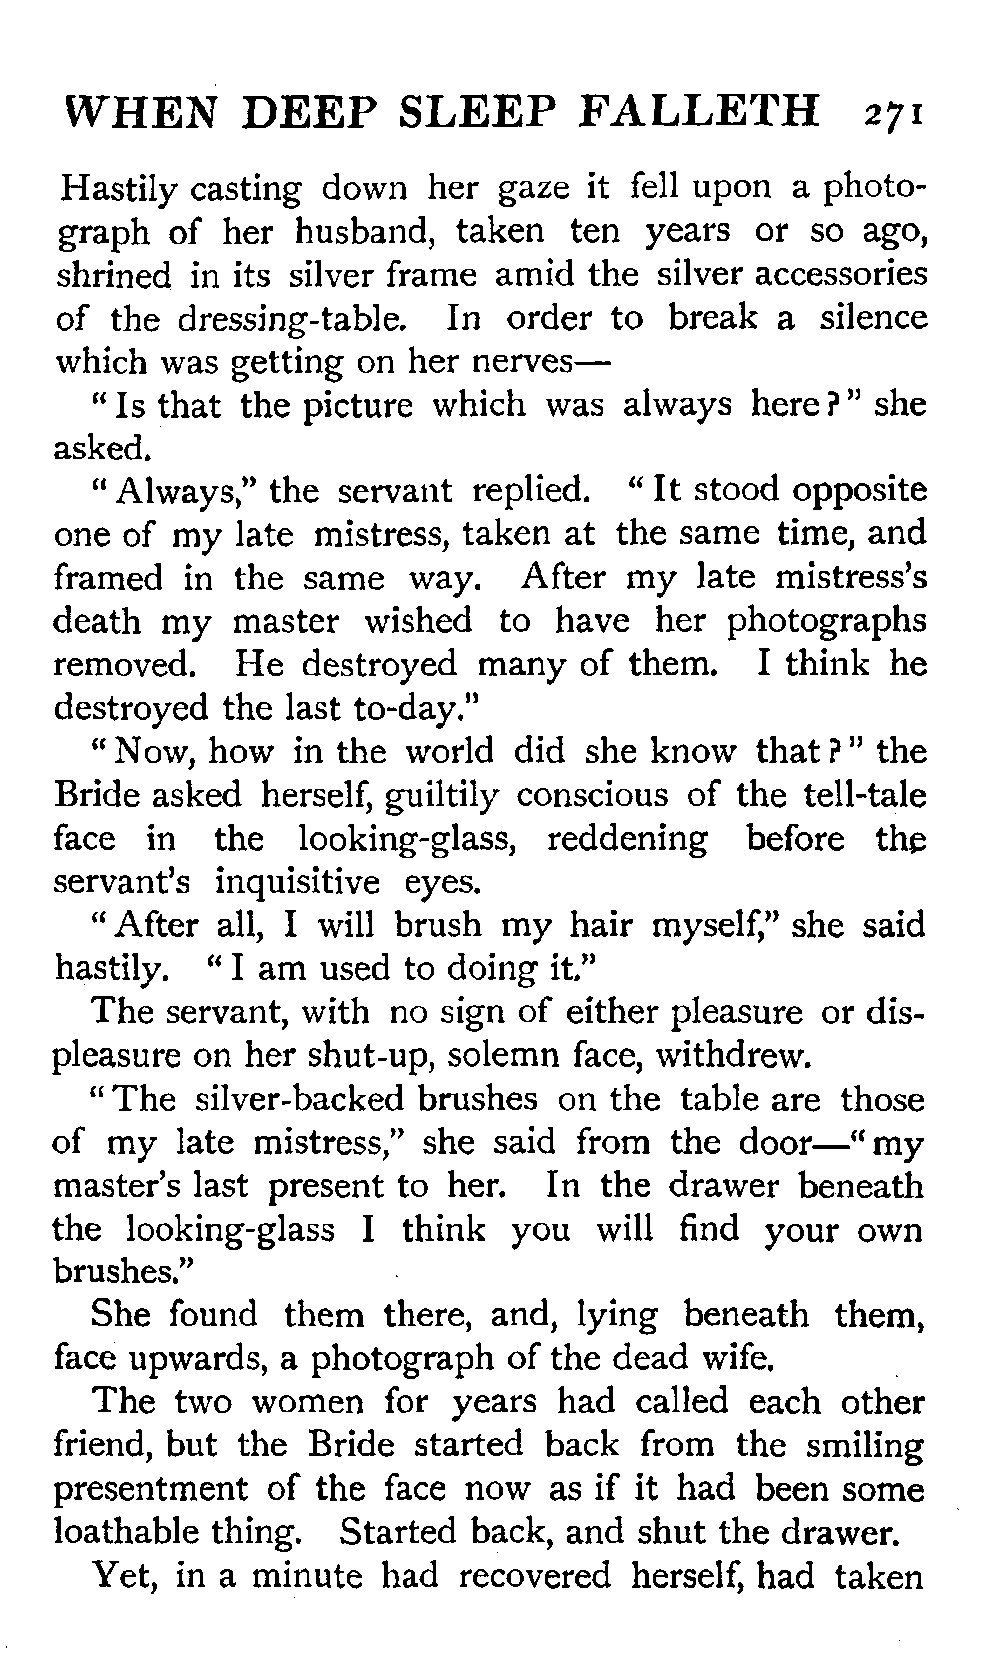 WHEN DEEP SLEEP FALLETH 271
Hastily casting down her gaze it fell upon a photo-
graph of her husband, taken ten years or so ago,
shrined in its silver frame amid the silver accessories
of the dressing-table. In order to break a silence
which was getting on her nerves—
"Is that the picture which was always here?" she
asked.
"Always," the servant replied. "It stood opposite
one of my late mistress, taken at the same time, and
framed in the same way. After my late mistress's
death my master wished to have her photographs
removed. He destroyed many of them. I think he
destroyed the last to-day."
"Now, how in the world did she know that?" the
Bride asked herself, guiltily conscious of the tell-tale
face in the looking-glass, reddening before the
servant's inquisitive eyes.
"After all, I will brush my hair myself," she said
hastily. "I am used to doing it."
The servant, with no sign of either pleasure or dis-
pleasure on her shut-up, solemn face, withdrew.
"The silver-backed brushes on the table are those
of my late mistress," she said from the door—"my
master's last present to her. In the drawer beneath
the looking-glass I think you will find your own
brushes."
She found them there, and, lying beneath them,
face upwards, a photograph of the dead wife.
The two women for years had called each other
friend, but the Bride started back from the smiling
presentment of the face now as if it had been some
loathable thing. Started back, and shut the drawer.
Yet, in a minute had recovered herself, had taken